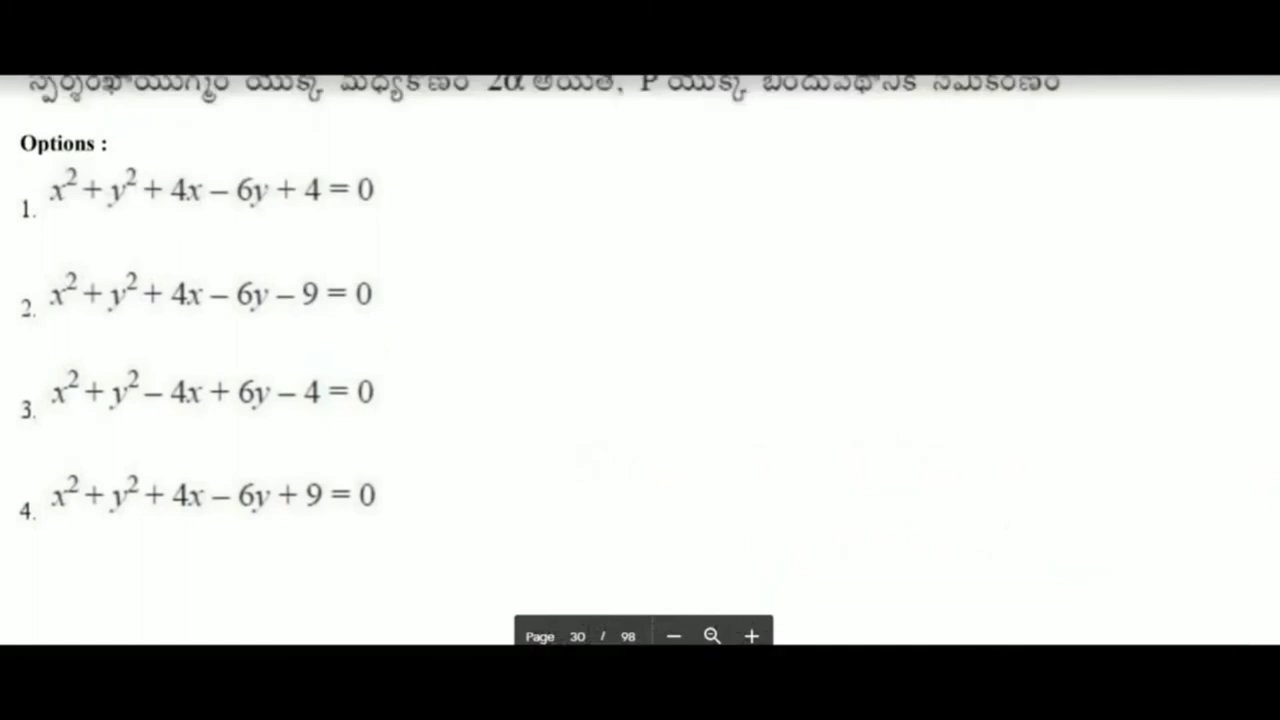 యొక్క 2α P యొక్క
Options :
1. x² + y² + 4x – 6y + 4 = 0
2. x² + y² + 4x – 6y – 9 = 0
3. x² + y² – 4x + 6y – 4 = 0
4. x² + y² + 4x – 6y + 9 = 0
Page 30 / 98